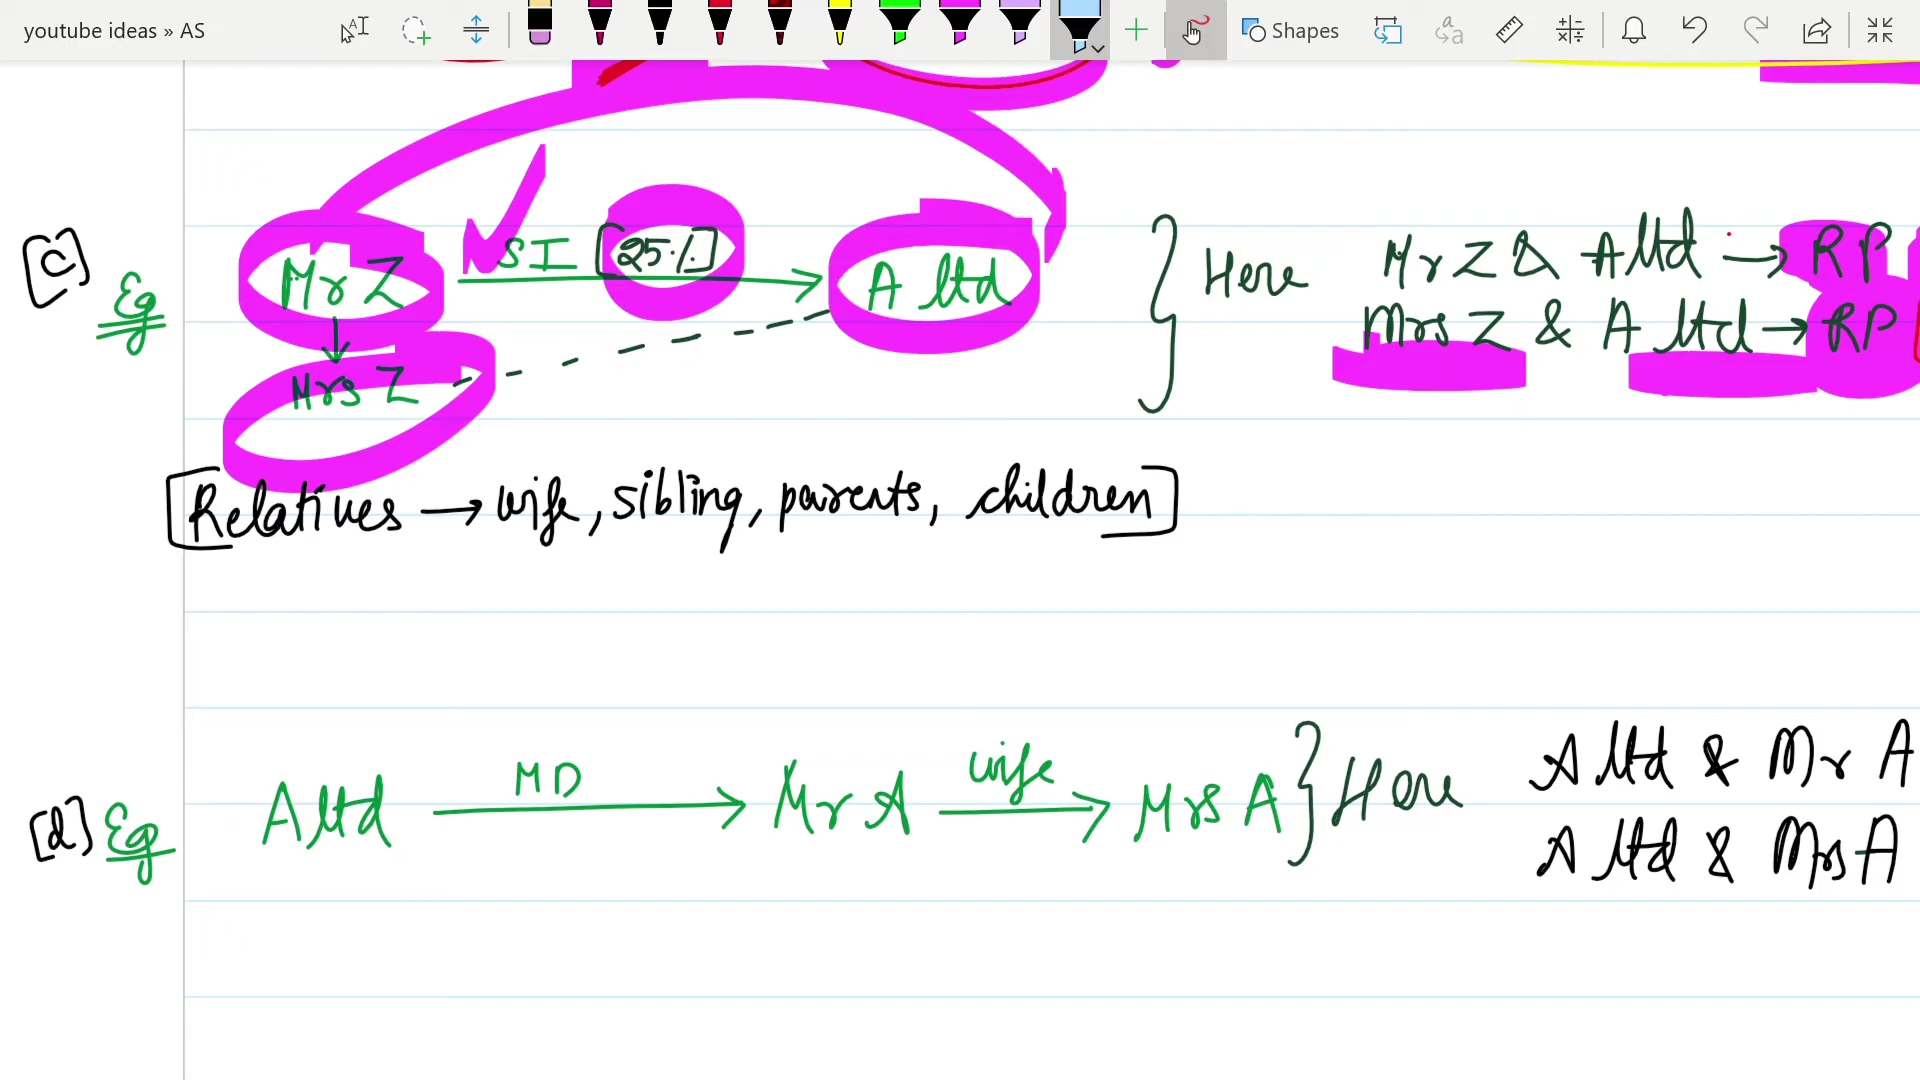 youtube ideas » AS
Shapes
[C] Eg Mr Z SI [25%] A ltd } Here Mr Z & A ltd → RP
Mrs Z Mrs Z & A ltd → RP
[Relatives → wife, sibling, parents, children]
[d] Eg A ltd MD Mr A wife Mrs A } Here A ltd & Mr A
A ltd & Mrs A